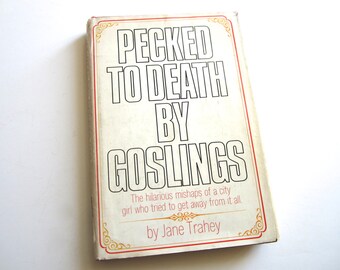 PECKED
TO DEATH
BY
GOSLINGS
The hilarious mishaps of a city
girl who tried to get away from it all.
by Jane Trahey